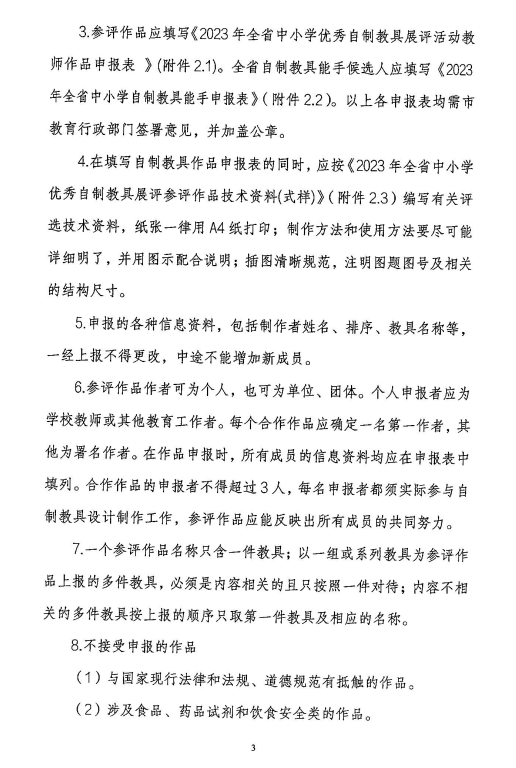 3.参评作品应填写《2023 年全省中小学优秀自制教具展评活动教
师作品申报表 》(附件 2.1)。全省自制教具能手候选人应填写《2023
年全省中小学自制教具能手申报表》(附件 2.2)。以上各申报表均需市
教育行政部门签署意见，并加盖公章。
4.在填写自制教具作品申报表的同时，应按《2023 年全省中小学
优秀自制教具展评参评作品技术资料(式样)》(附件 2.3）编写有关评
选技术资料，纸张一律用 A4 纸打印；制作方法和使用方法要尽可能
详细明了，并用图示配合说明；插图清晰规范，注明图题图号及相关
的结构尺寸。
5.申报的各种信息资料，包括制作者姓名、排序、教具名称等，
一经上报不得更改，中途不能增加新成员。
6.参评作品作者可为个人，也可为单位、团体。个人申报者应为
学校教师或其他教育工作者。每个合作作品应确定一名第一作者，其
他为署名作者。在作品申报时，所有成员的信息资料均应在申报表中
填列。合作作品的申报者不得超过 3 人，每名申报者都须实际参与自
制教具设计制作工作，参评作品应能反映出所有成员的共同努力。
7.一个参评作品名称只含一件教具；以一组或系列教具为参评作
品上报的多件教具，必须是内容相关的且只按照一件对待；内容不相
关的多件教具按上报的顺序只取第一件教具及相应的名称。
8.不接受申报的作品
（1）与国家现行法律和法规、道德规范有抵触的作品。
（2）涉及食品、药品试剂和饮食安全类的作品。
3